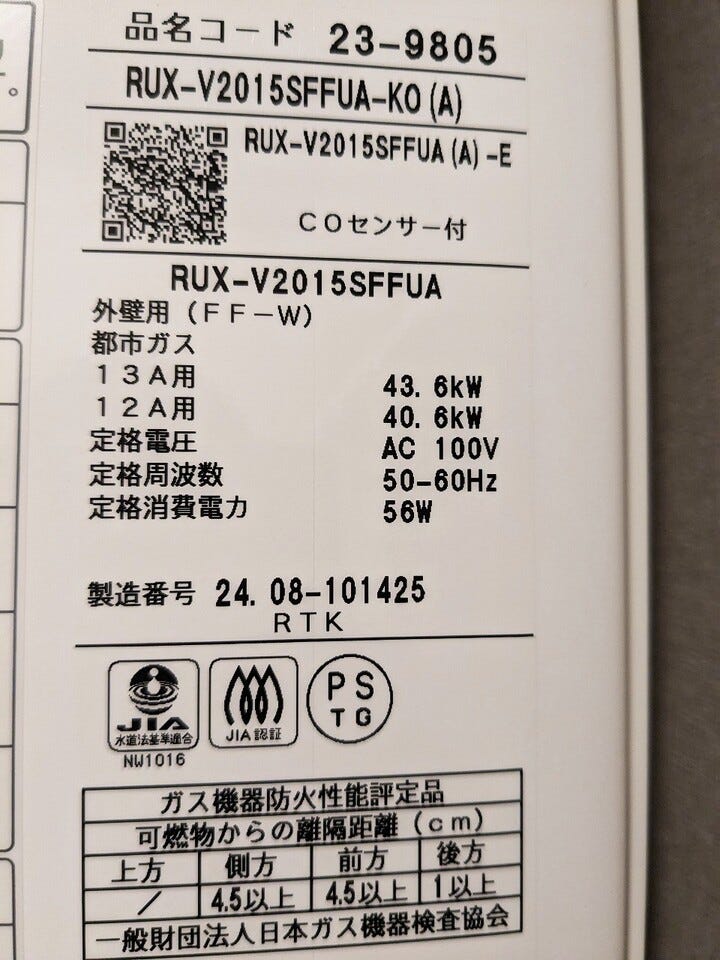 品名コード 23-9805
RUX-V2015SFFUA-KO(A)
RUX-V2015SFFUA(A)-E
COセンサー付
RUX-V2015SFFUA
外壁用(FF-W)
都市ガス
13A用 43.6kW
12A用 40.6kW
定格電圧 AC 100V
定格周波数 50-60Hz
定格消費電力 56W
製造番号 24.08-101425
RTK
JIA
水道法基準適合
NW1016
JIA認証
PS
TG
ガス機器防火性能評定品
可燃物からの離隔距離(cm)
上方 側方 前方 後方
/ 4.5以上 4.5以上 1以上
一般財団法人日本ガス機器検査協会